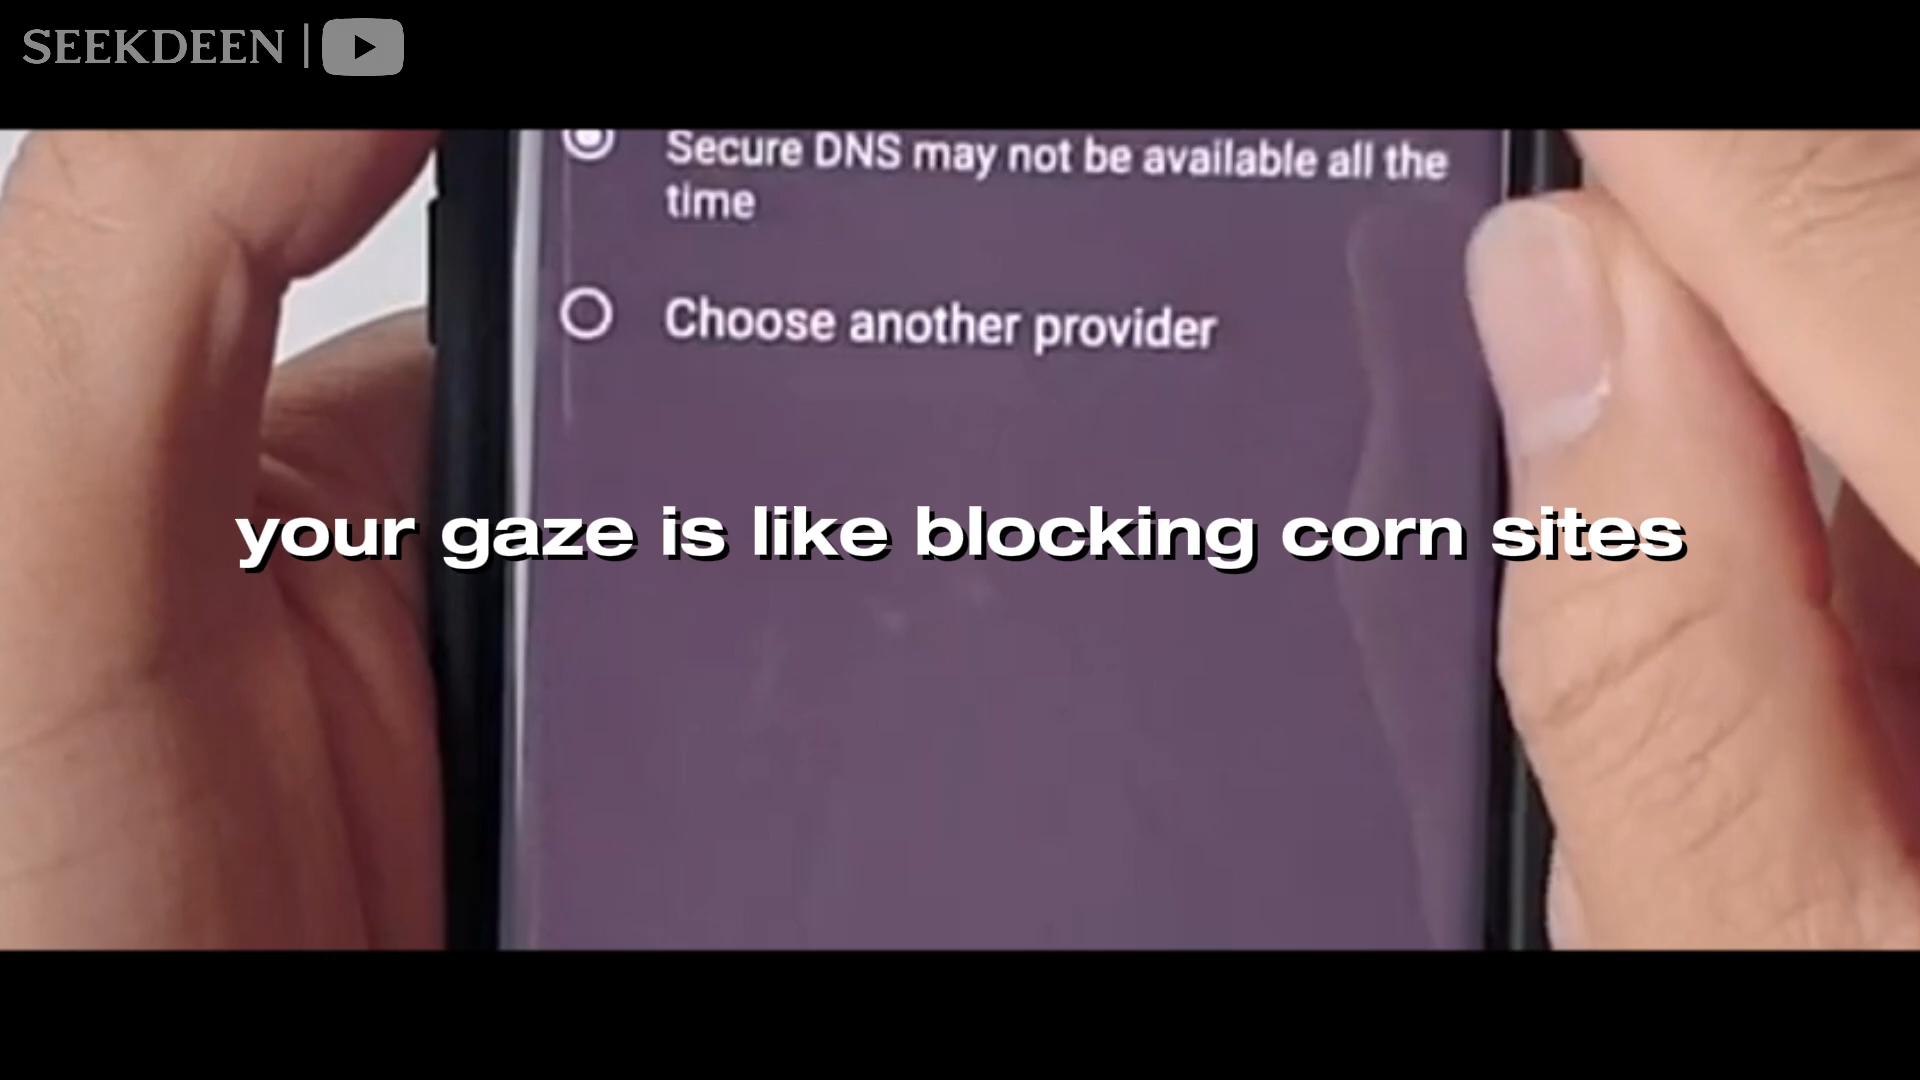 SEEKDEEN |
Secure DNS may not be available all the
time
Choose another provider
your gaze is like blocking corn sites